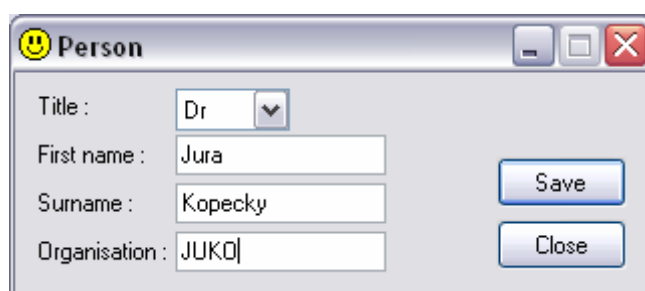 Person
Title : Dr
First name : Jura
Surname : Kopecky
Organisation : JUKO
Save
Close